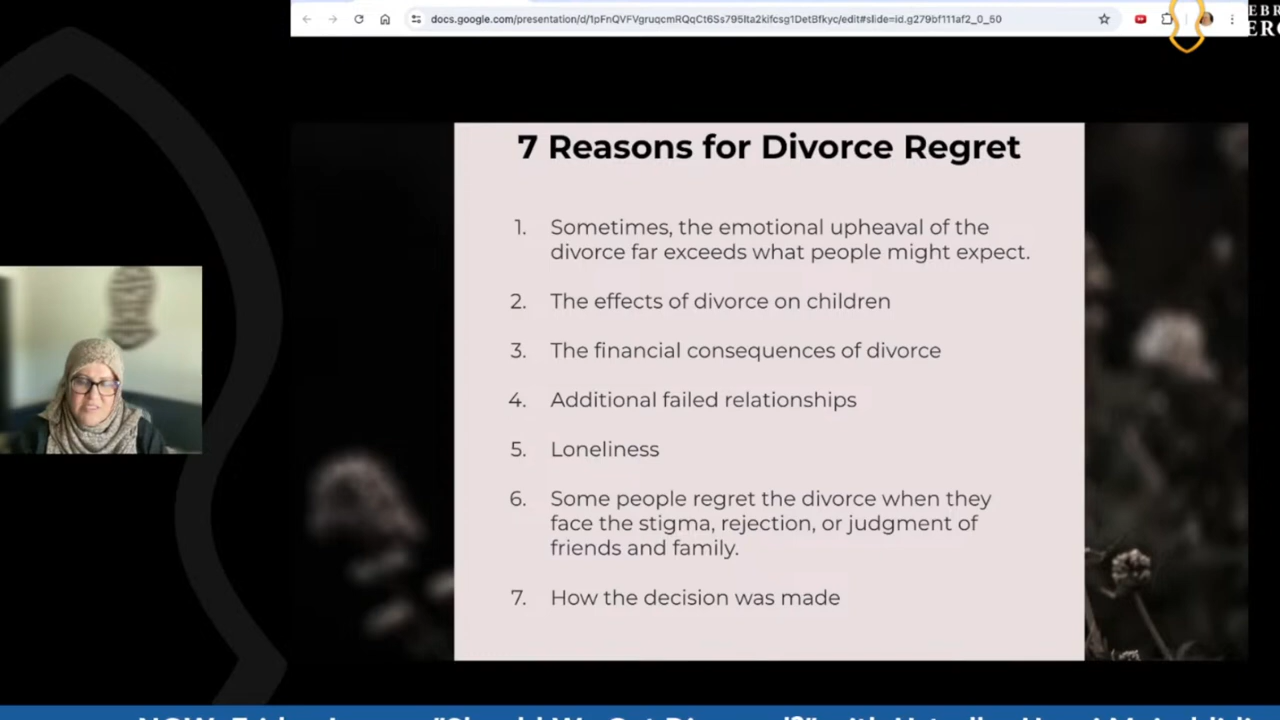 docs.google.com/presentation/d/1pFnQVFVgruqcmRQqCt6Ss795Ita2kifcsg1DetBfkyc/edit#slide=id.g279bf111af2_0_50
7 Reasons for Divorce Regret
1. Sometimes, the emotional upheaval of the
divorce far exceeds what people might expect.
2. The effects of divorce on children
3. The financial consequences of divorce
4. Additional failed relationships
5. Loneliness
6. Some people regret the divorce when they
face the stigma, rejection, or judgment of
friends and family.
7. How the decision was made